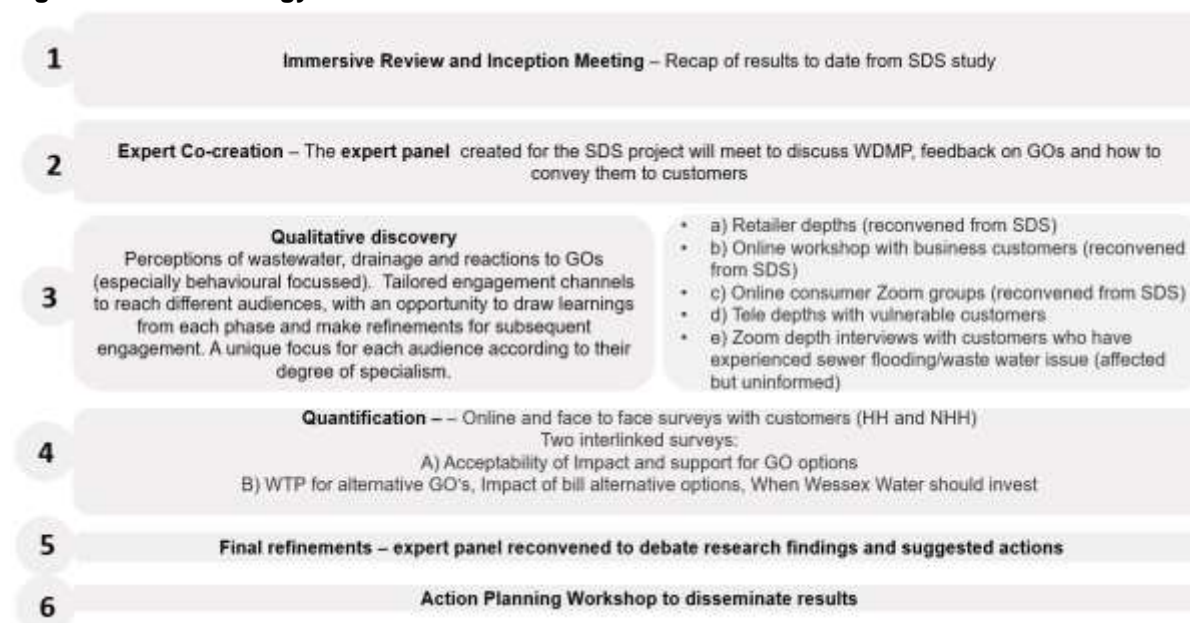 1
Immersive Review and Inception Meeting – Recap of results to date from SDS study
2
Expert Co-creation – The expert panel created for the SDS project will meet to discuss WDMP, feedback on GOs and how to
convey them to customers
3
Qualitative discovery
Perceptions of wastewater, drainage and reactions to GOs
(especially behavioural focussed). Tailored engagement channels
to reach different audiences, with an opportunity to draw learnings
from each phase and make refinements for subsequent
engagement. A unique focus for each audience according to their
degree of specialism.
• a) Retailer depths (reconvened from SDS)
• b) Online workshop with business customers (reconvened
from SDS)
• c) Online consumer Zoom groups (reconvened from SDS)
• d) Tele depths with vulnerable customers
• e) Zoom depth interviews with customers who have
experienced sewer flooding/waste water issue (affected
but uninformed)
4
Quantification – – Online and face to face surveys with customers (HH and NHH)
Two interlinked surveys:
A) Acceptability of Impact and support for GO options
B) WTP for alternative GO's, Impact of bill alternative options, When Wessex Water should invest
5
Final refinements – expert panel reconvened to debate research findings and suggested actions
6
Action Planning Workshop to disseminate results